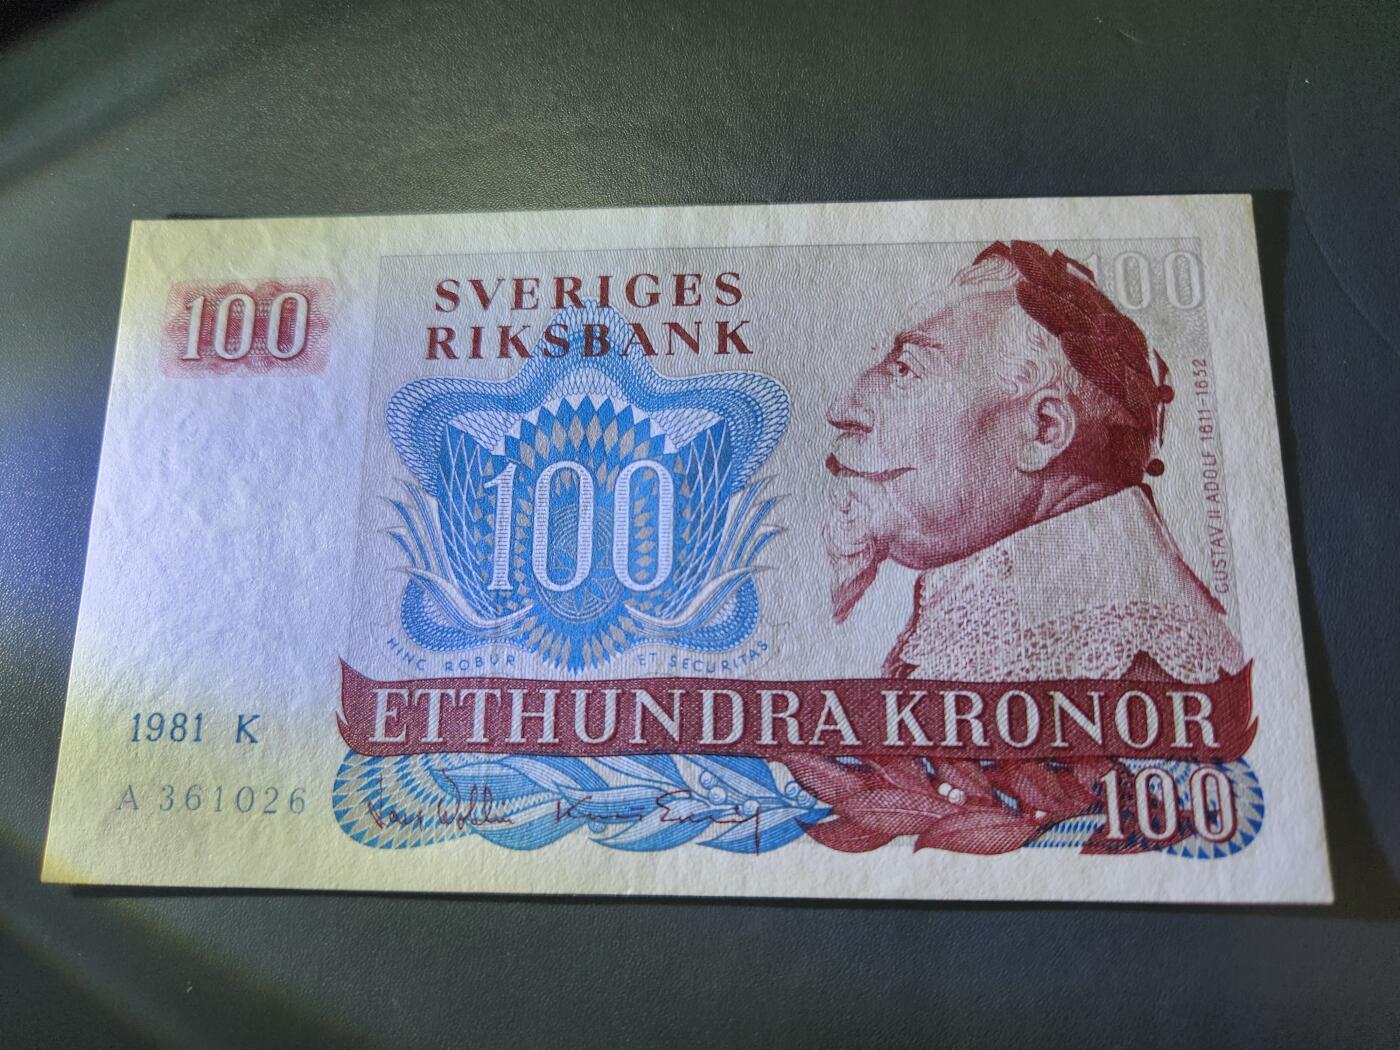 100
SVERIGES
RIKSBANK
100
100
GUSTAV II ADOLF 1611-1632
HINC ROBUR ET SECURITAS
ETTHUNDRA KRONOR
1981 K
A 361026
100